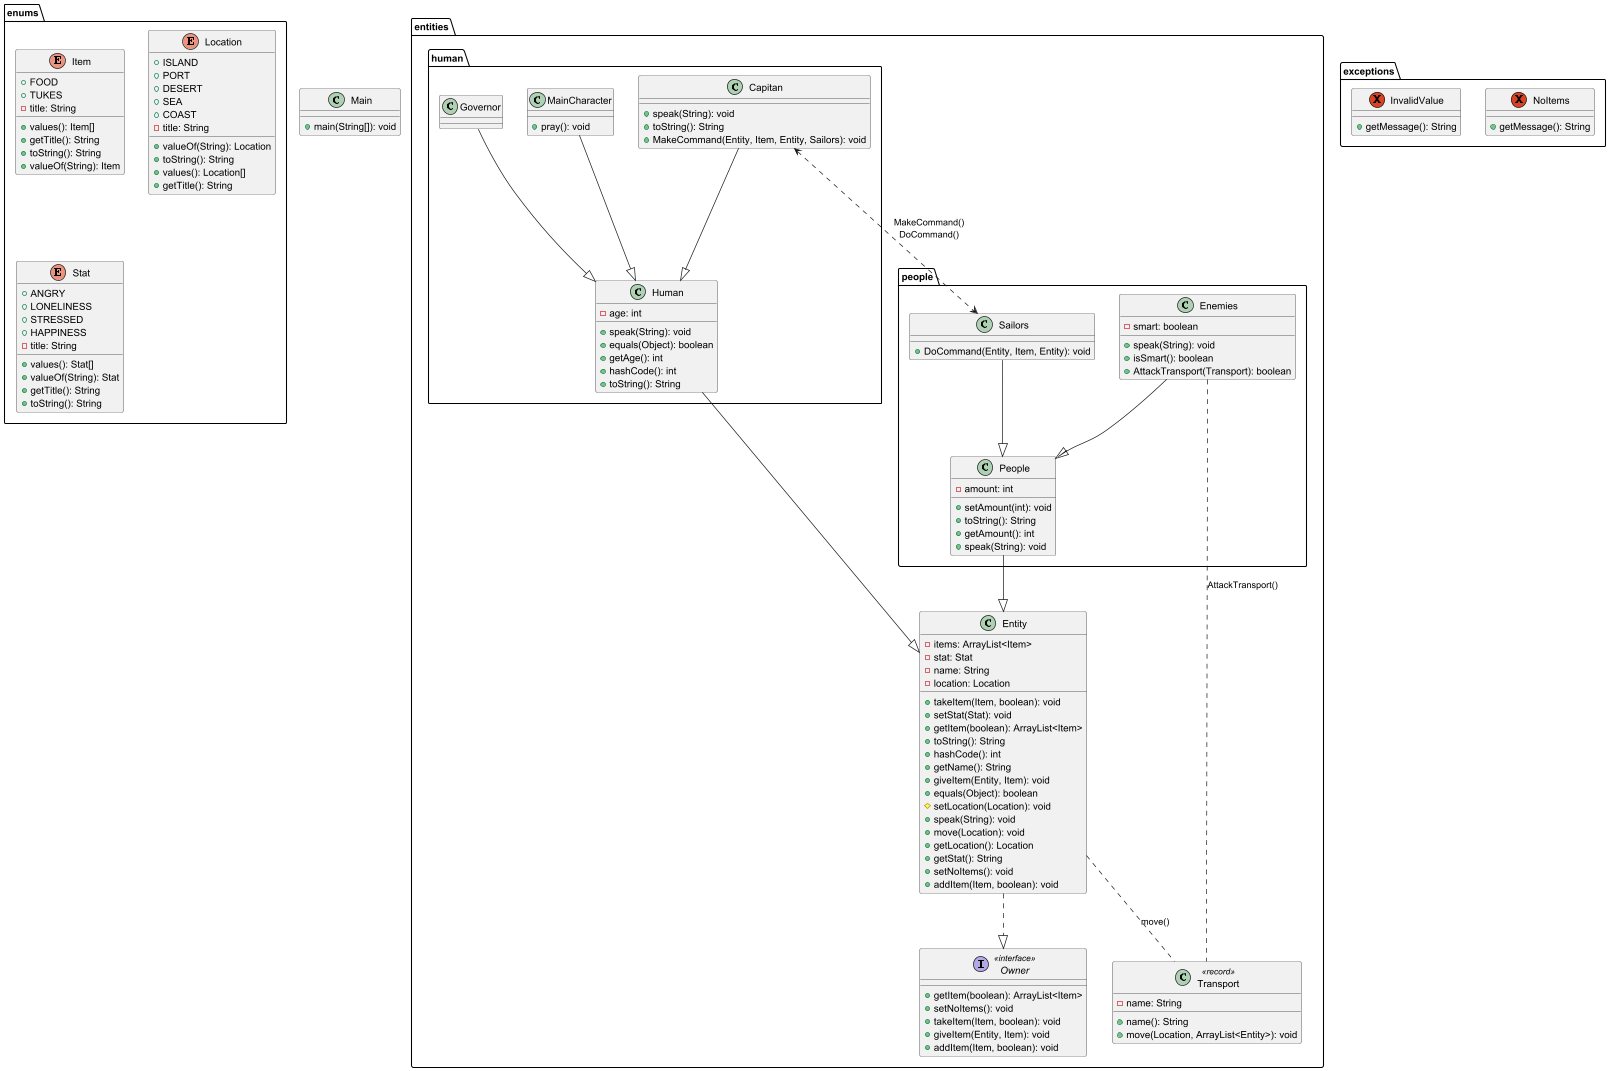 enums
E Item
FOOD
TUKES
title: String
values(): Item[]
getTitle(): String
toString(): String
valueOf(String): Item
E Location
ISLAND
PORT
DESERT
SEA
COAST
title: String
valueOf(String): Location
toString(): String
values(): Location[]
getTitle(): String
E Stat
ANGRY
LONELINESS
STRESSED
HAPPINESS
title: String
values(): Stat[]
valueOf(String): Stat
getTitle(): String
toString(): String
C Main
main(String[]): void
entities
human
C Governor
C MainCharacter
pray(): void
C Capitan
speak(String): void
toString(): String
MakeCommand(Entity, Item, Entity, Sailors): void
MakeCommand()
DoCommand()
C Human
age: int
speak(String): void
equals(Object): boolean
getAge(): int
hashCode(): int
toString(): String
people
C Sailors
DoCommand(Entity, Item, Entity): void
C Enemies
smart: boolean
speak(String): void
isSmart(): boolean
AttackTransport(Transport): boolean
C People
amount: int
setAmount(int): void
toString(): String
getAmount(): int
speak(String): void
AttackTransport()
C Entity
items: ArrayList<Item>
stat: Stat
name: String
location: Location
takeItem(Item, boolean): void
setStat(Stat): void
getItem(boolean): ArrayList<Item>
toString(): String
hashCode(): int
getName(): String
giveItem(Entity, Item): void
equals(Object): boolean
setLocation(Location): void
speak(String): void
move(Location): void
getLocation(): Location
getStat(): String
setNoItems(): void
addItem(Item, boolean): void
move()
I «interface»
Owner
getItem(boolean): ArrayList<Item>
setNoItems(): void
takeItem(Item, boolean): void
giveItem(Entity, Item): void
addItem(Item, boolean): void
C «record»
Transport
name: String
name(): String
move(Location, ArrayList<Entity>): void
exceptions
X InvalidValue
getMessage(): String
X NoItems
getMessage(): String